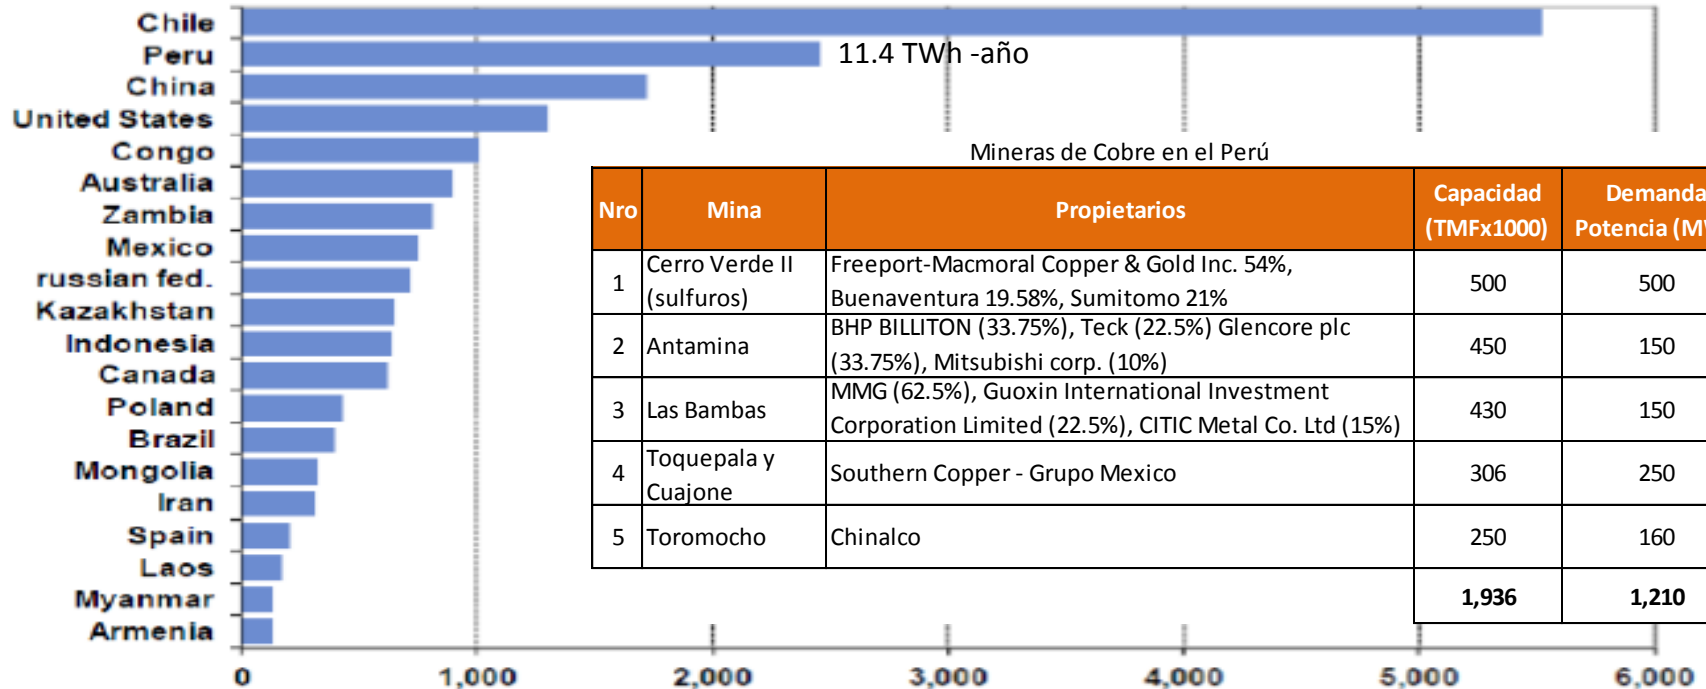 Chile
Peru
11.4 TWh -año
China
United States
Congo
Australia
Zambia
Mexico
russian fed.
Kazakhstan
Indonesia
Canada
Poland
Brazil
Mongolia
Iran
Spain
Laos
Myanmar
Armenia
0 1,000 2,000 3,000 4,000 5,000 6,000
Mineras de Cobre en el Perú
Nro Mina Propietarios Capacidad (TMFx1000) Demanda Potencia (M
1 Cerro Verde II (sulfuros) Freeport-Macmoral Copper & Gold Inc. 54%, Buenaventura 19.58%, Sumitomo 21% 500 500
2 Antamina BHP BILLITON (33.75%), Teck (22.5%) Glencore plc (33.75%), Mitsubishi corp. (10%) 450 150
3 Las Bambas MMG (62.5%), Guoxin International Investment Corporation Limited (22.5%), CITIC Metal Co. Ltd (15%) 430 150
4 Toquepala y Cuajone Southern Copper - Grupo Mexico 306 250
5 Toromocho Chinalco 250 160
1,936 1,210